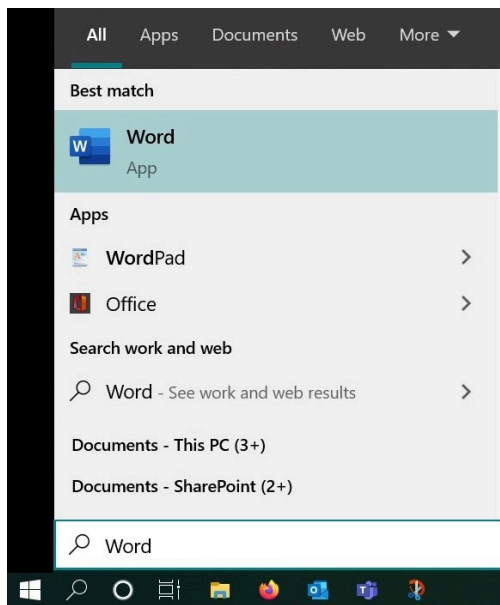 All Apps Documents Web More
Best match
W Word
App
Apps
WordPad
Office
Search work and web
Word - See work and web results
Documents - This PC (3+)
Documents - SharePoint (2+)
Word